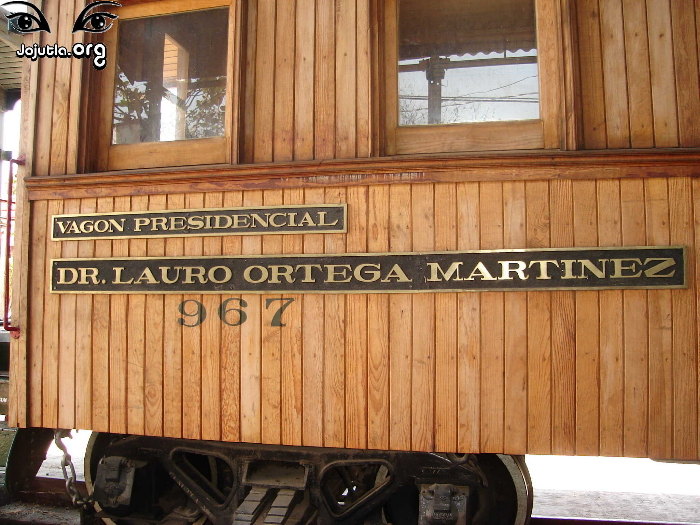 Jojutla.org
VAGON PRESIDENCIAL
DR. LAURO ORTEGA MARTINEZ
967